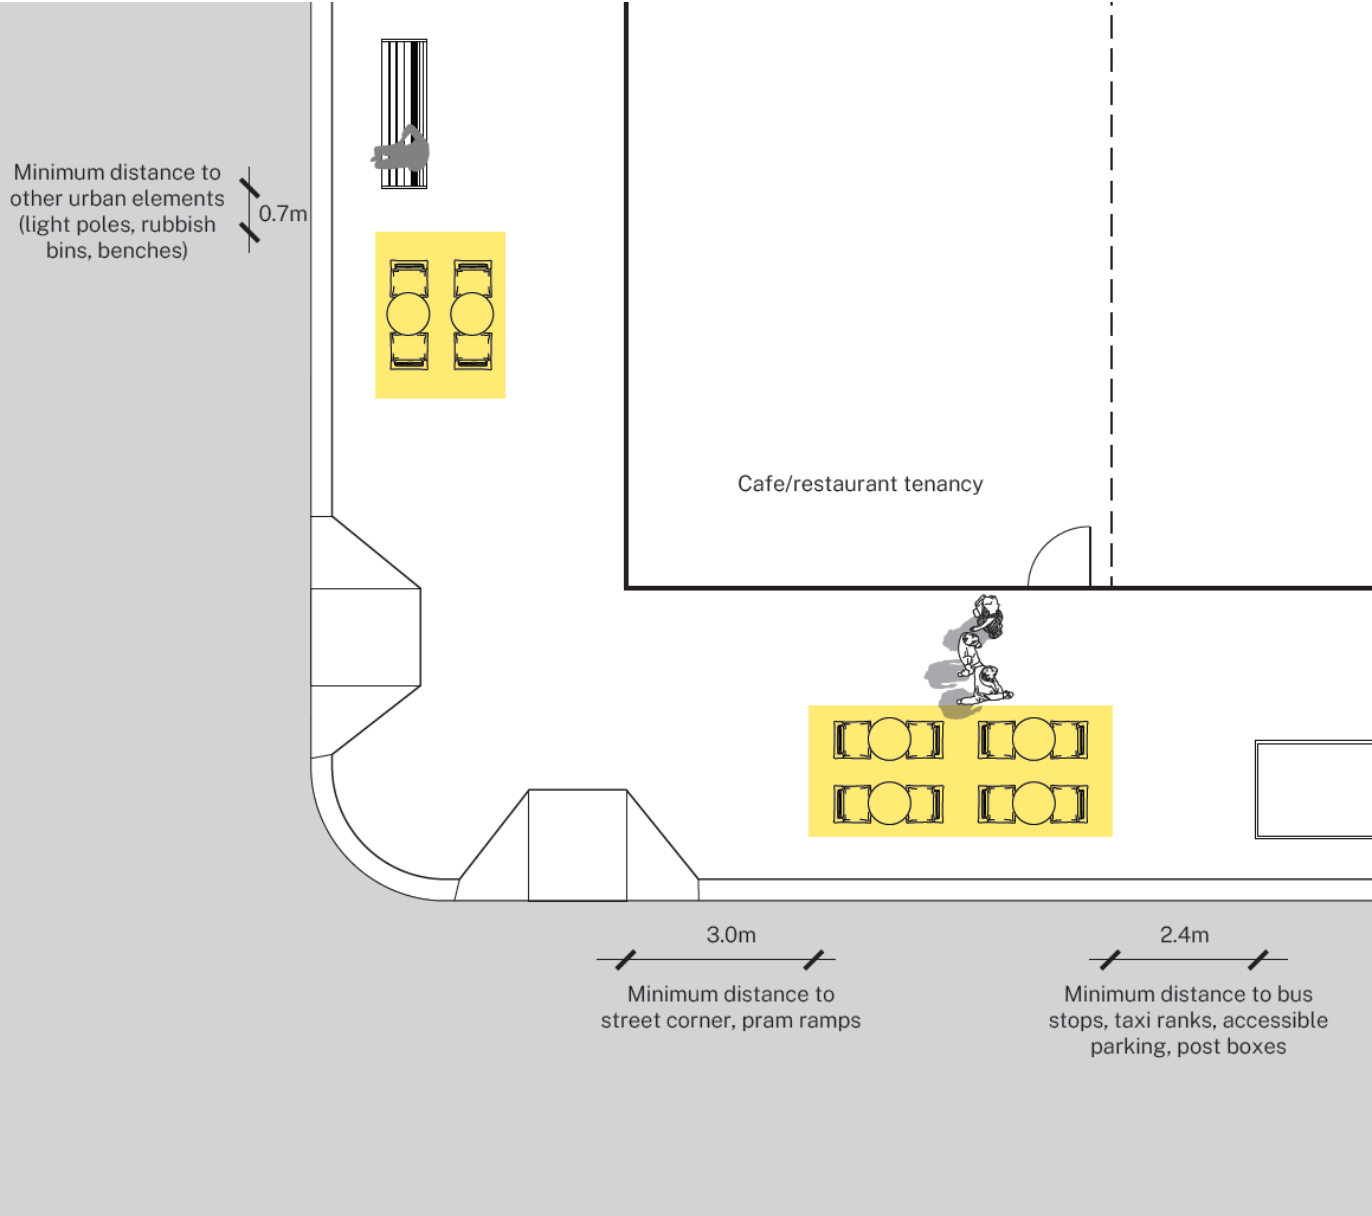 Minimum distance to
other urban elements
(light poles, rubbish
bins, benches)
0.7m
Cafe/restaurant tenancy
3.0m
Minimum distance to
street corner, pram ramps
2.4m
Minimum distance to bus
stops, taxi ranks, accessible
parking, post boxes